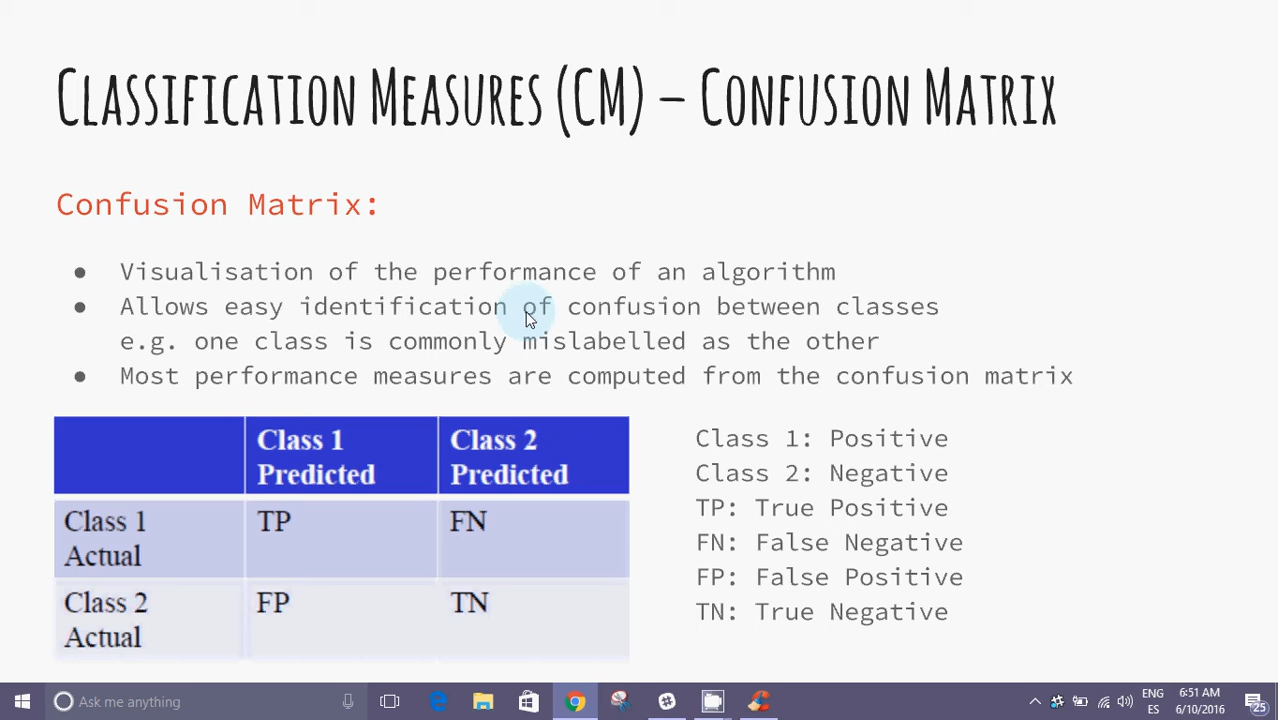 Classification Measures (CM) – Confusion Matrix
Confusion Matrix:
● Visualisation of the performance of an algorithm
● Allows easy identification of confusion between classes
e.g. one class is commonly mislabelled as the other
● Most performance measures are computed from the confusion matrix
Class 1 Predicted
Class 2 Predicted
Class 1 Actual
TP
FN
Class 2 Actual
FP
TN
Class 1: Positive
Class 2: Negative
TP: True Positive
FN: False Negative
FP: False Positive
TN: True Negative
Ask me anything
ENG
ES
6:51 AM
6/10/2016
25